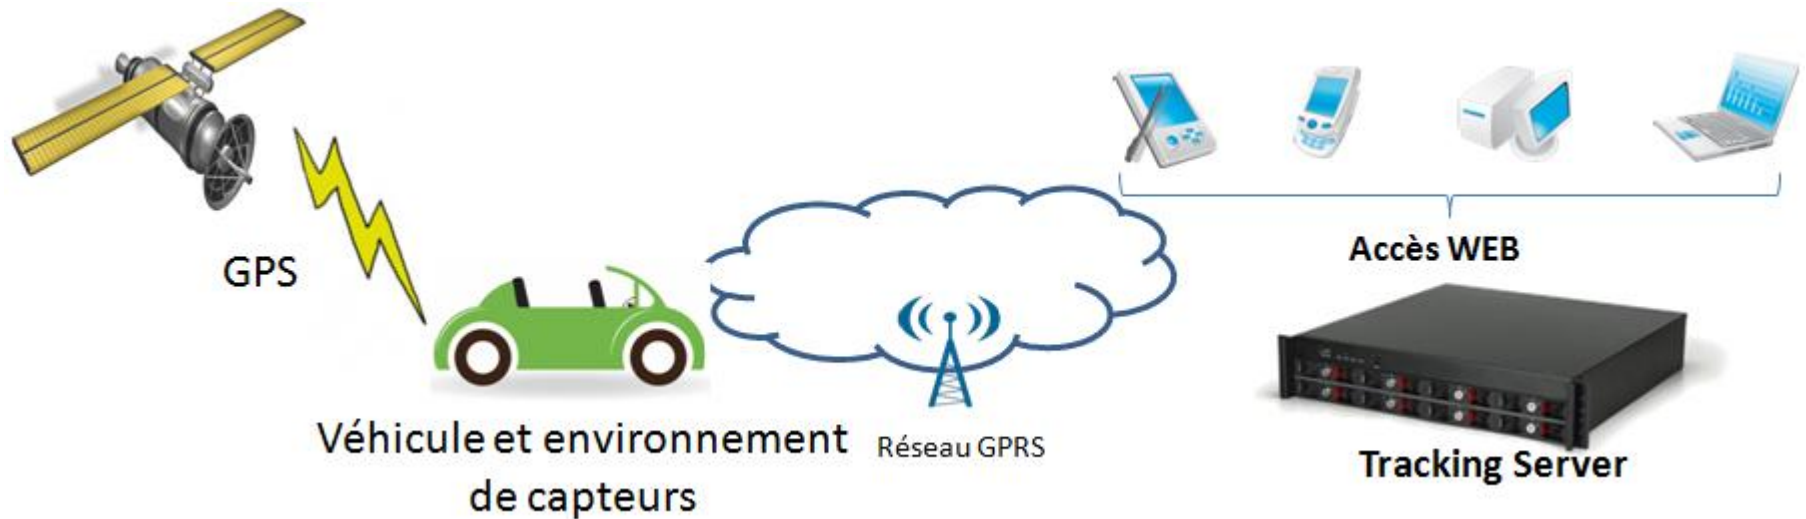 GPS
Véhicule et environnement
de capteurs
Réseau GPRS
Accès WEB
Tracking Server